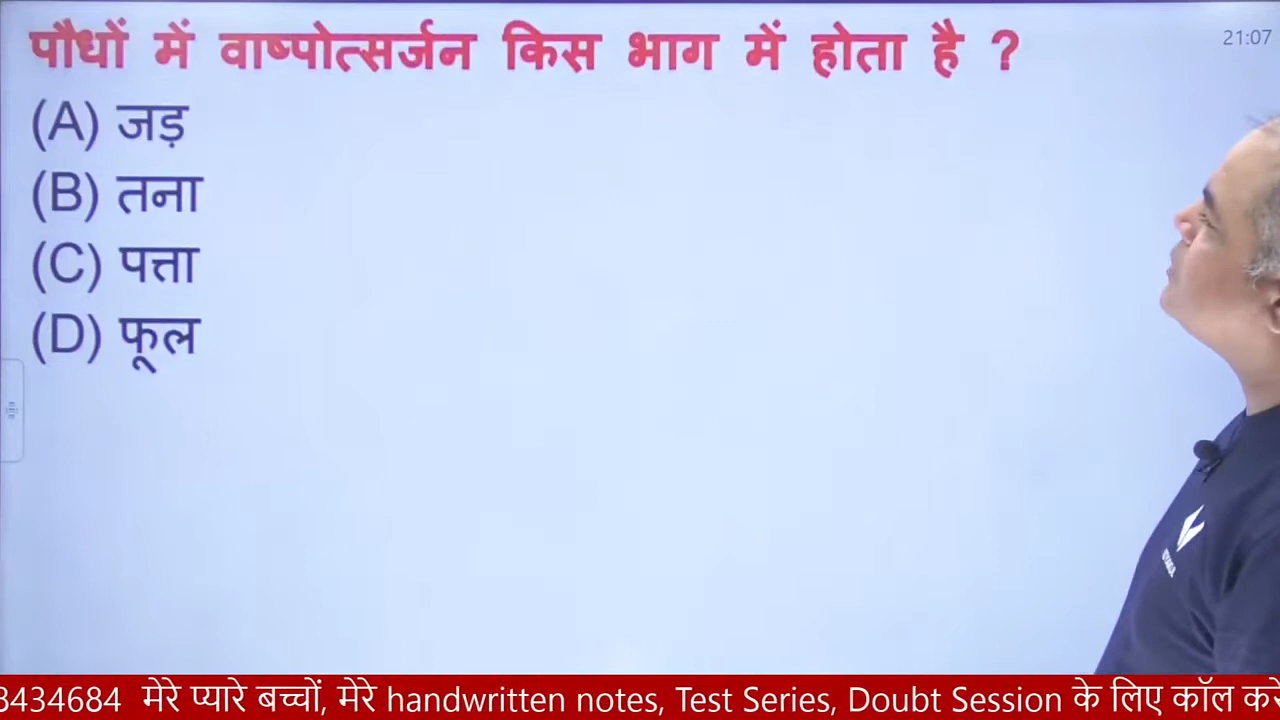 पौधों में वाष्पोत्सर्जन किस भाग में होता है ?
21:07
(A) जड़
(B) तना
(C) पत्ता
(D) फूल
3434684 मेरे प्यारे बच्चों, मेरे handwritten notes, Test Series, Doubt Session के लिए कॉल करे